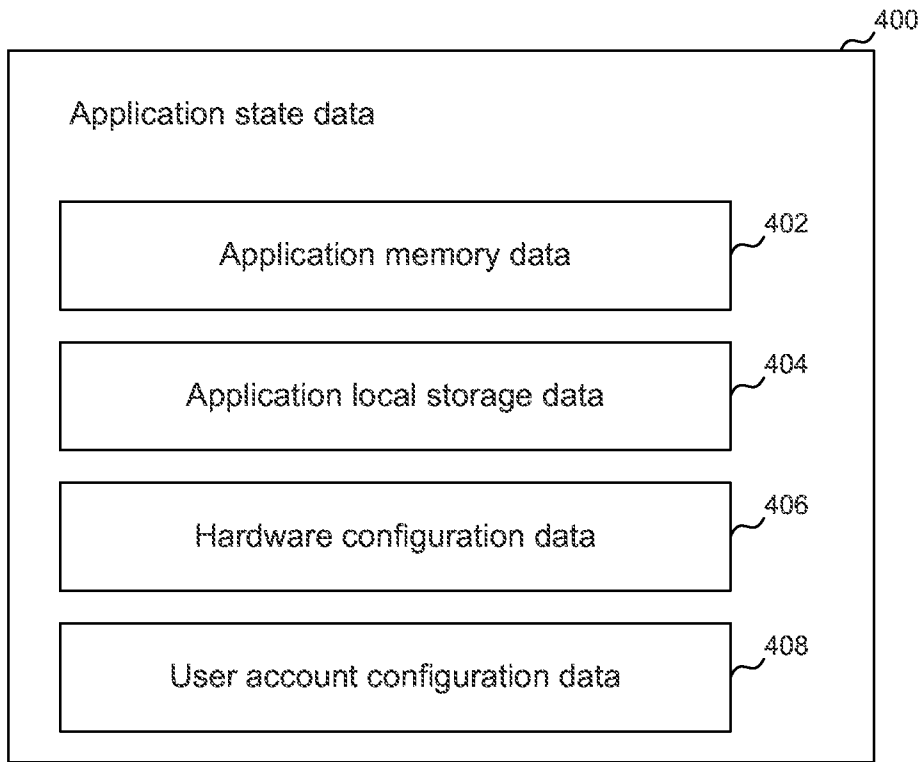 400
Application state data
Application memory data
402
Application local storage data
404
Hardware configuration data
406
User account configuration data
408